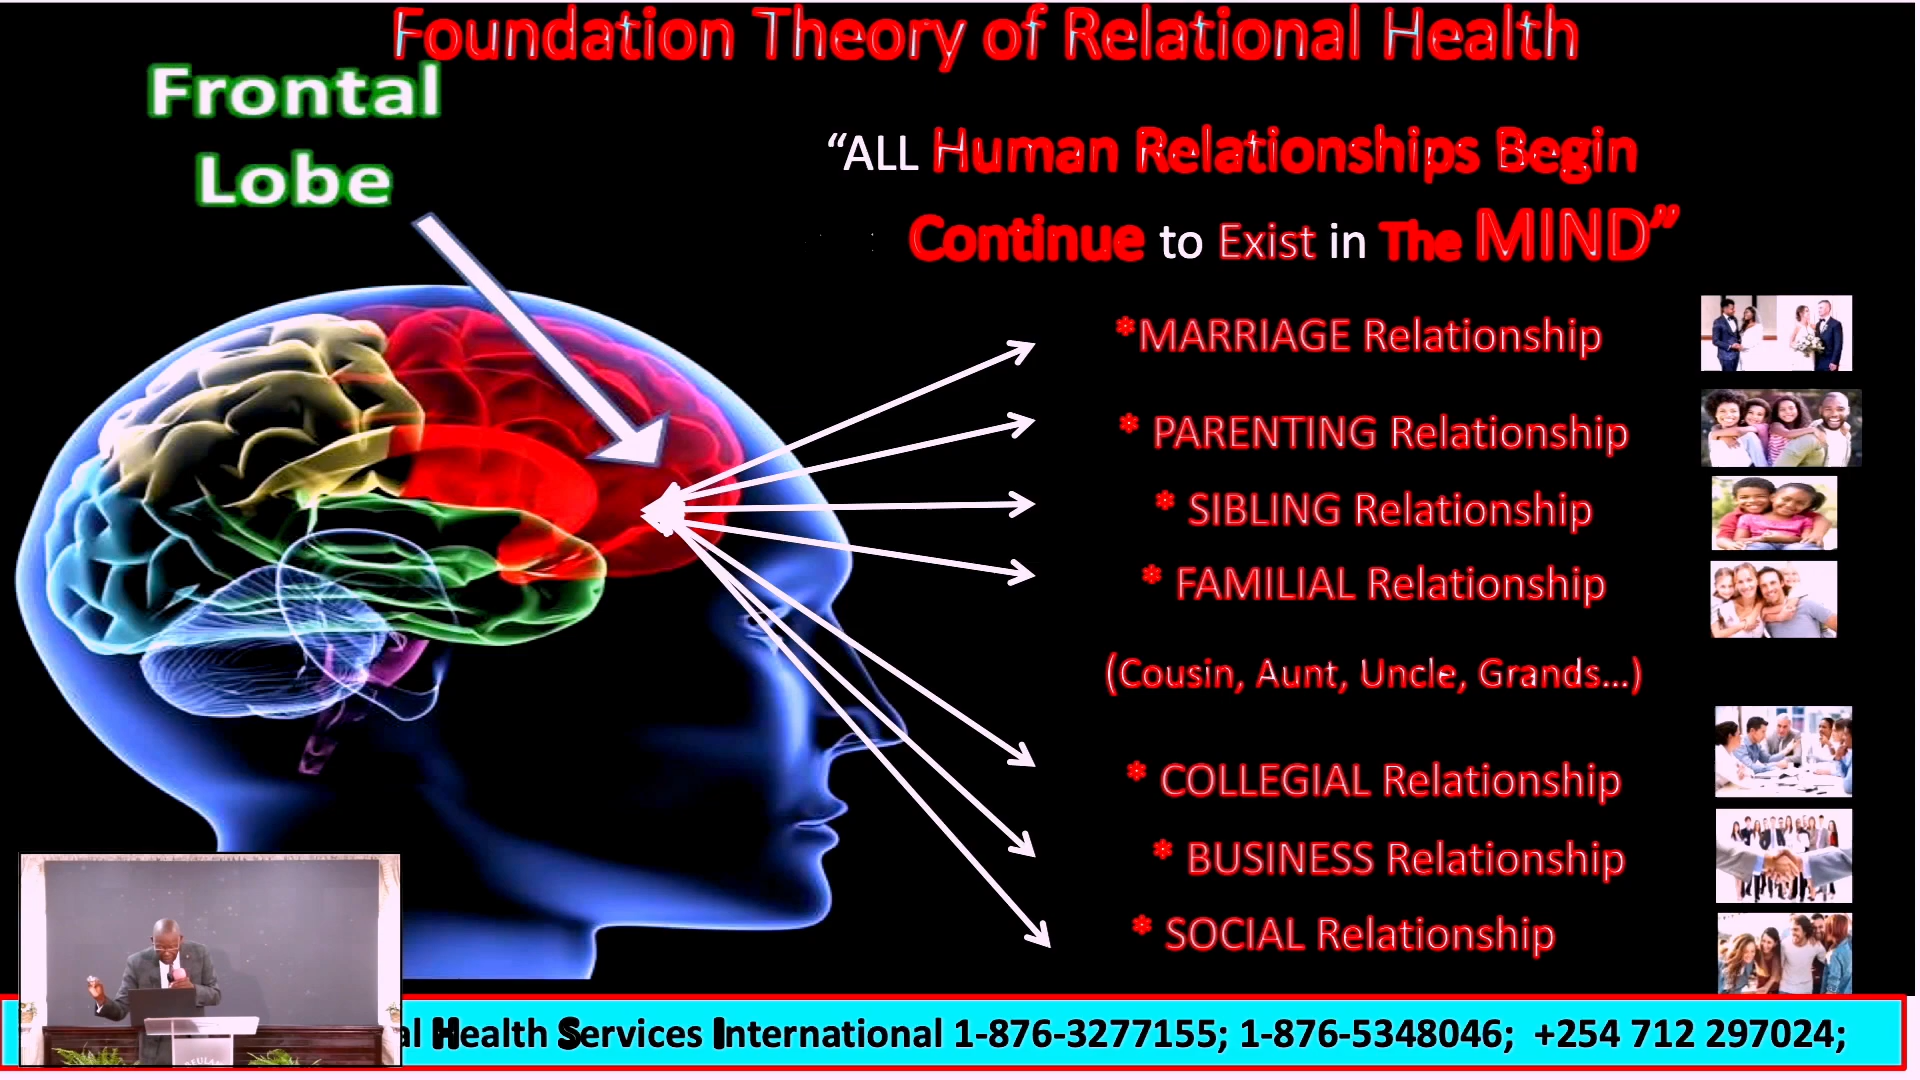 Foundation Theory of Relational Health
Frontal
Lobe
“ALL Human Relationships Begin
Continue to Exist in The MIND”
*MARRIAGE Relationship
* PARENTING Relationship
* SIBLING Relationship
* FAMILIAL Relationship
(Cousin, Aunt, Uncle, Grands...)
* COLLEGIAL Relationship
* BUSINESS Relationship
* SOCIAL Relationship
al Health Services International 1-876-3277155; 1-876-5348046; +254 712 297024;